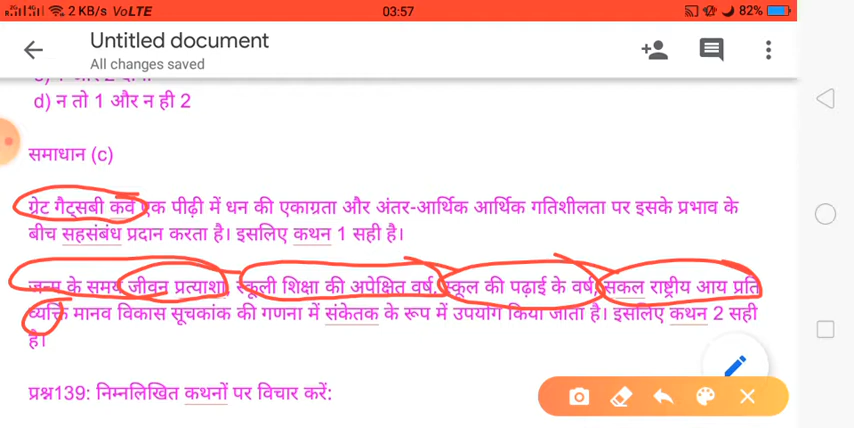 2 KB/s VoLTE 03:57 82%
Untitled document
All changes saved
d) न तो 1 और न ही 2
समाधान (c)
ग्रेट गैट्सबी कर्व एक पीढ़ी में धन की एकाग्रता और अंतर-आर्थिक आर्थिक गतिशीलता पर इसके प्रभाव के
बीच सहसंबंध प्रदान करता है। इसलिए कथन 1 सही है।
जन्म के समय जीवन प्रत्याशा, स्कूली शिक्षा की अपेक्षित वर्ष, स्कूल की पढ़ाई के वर्ष, सकल राष्ट्रीय आय प्रति
व्यक्ति मानव विकास सूचकांक की गणना में संकेतक के रूप में उपयोग किया जाता है। इसलिए कथन 2 सही
है।
प्रश्न139: निम्नलिखित कथनों पर विचार करें: